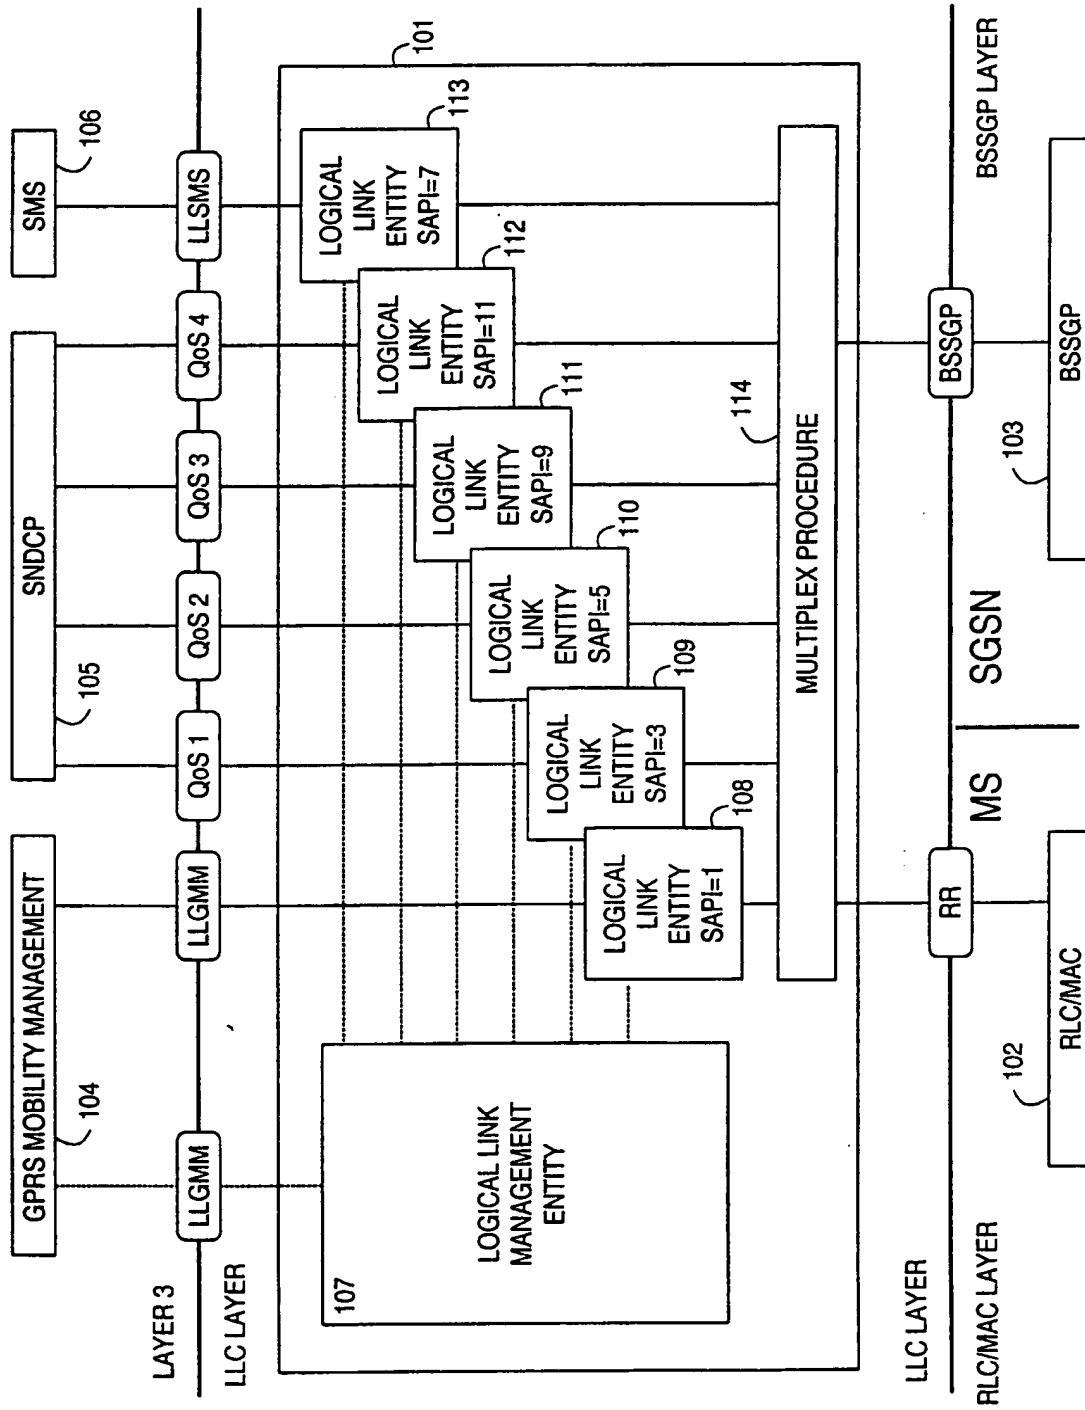 GPRS MOBILITY MANAGEMENT
104
SNDCP
105
SMS
106
LAYER 3
LLGMM
LLGMM
QoS 1
QoS 2
QoS 3
QoS 4
LLSMS
LLC LAYER
101
107
LOGICAL LINK
MANAGEMENT
ENTITY
LOGICAL
LINK
ENTITY
SAPI=1
108
LOGICAL
LINK
ENTITY
SAPI=3
109
LOGICAL
LINK
ENTITY
SAPI=5
110
LOGICAL
LINK
ENTITY
SAPI=9
111
LOGICAL
LINK
ENTITY
SAPI=11
112
LOGICAL
LINK
ENTITY
SAPI=7
113
MULTIPLEX PROCEDURE
114
LLC LAYER
RR
BSSGP
RLC/MAC LAYER
MS
SGSN
BSSGP LAYER
102
RLC/MAC
103
BSSGP